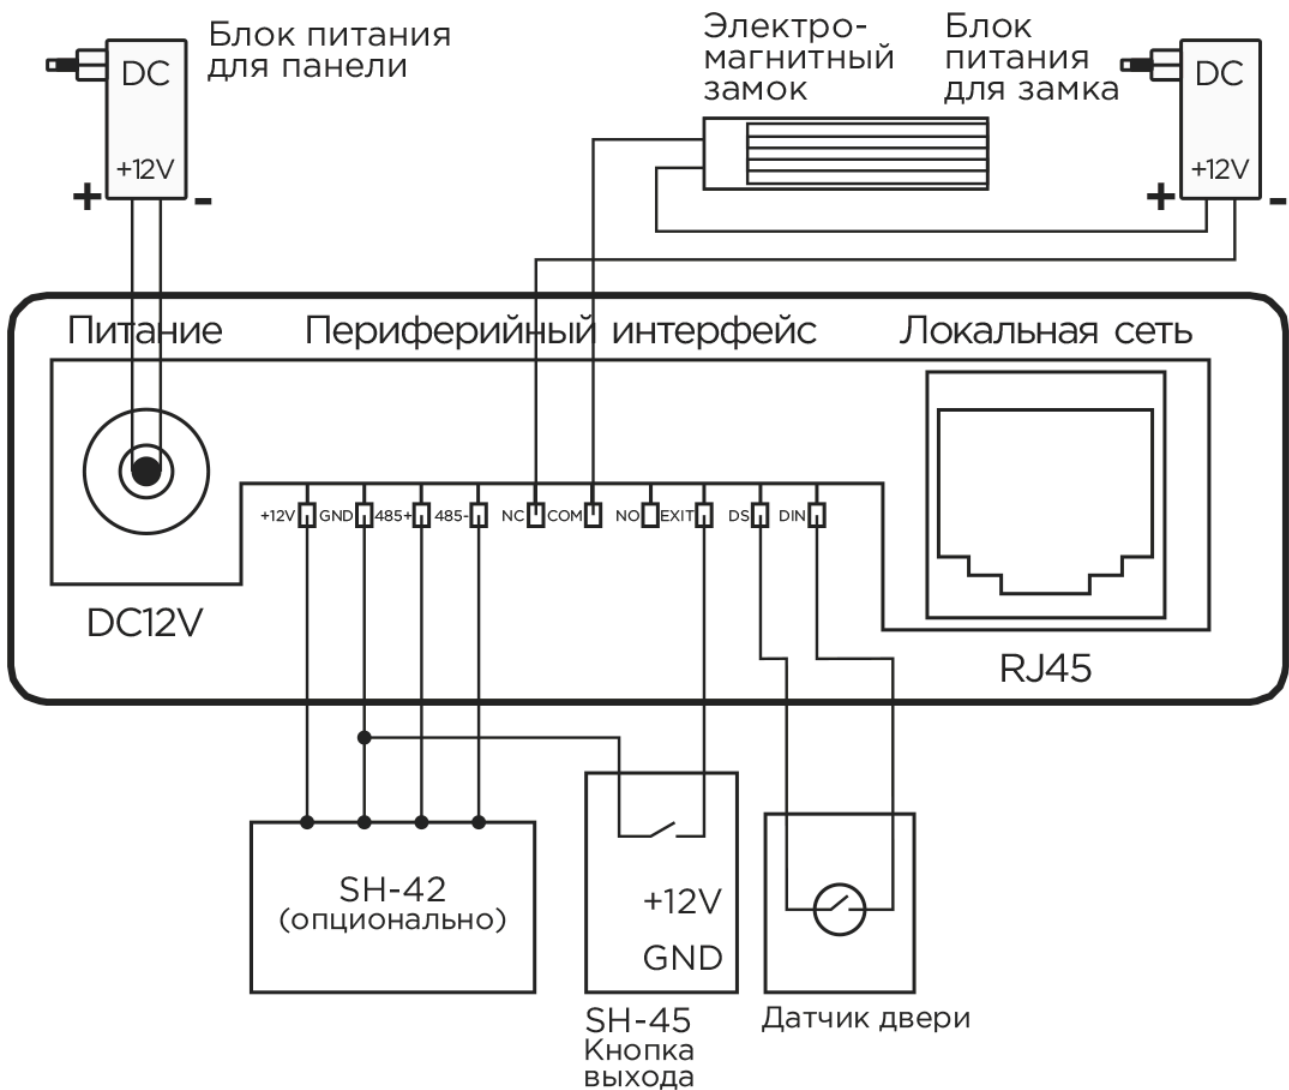 Блок питания
для панели
DC
+12V
+
-
Электро-
магнитный
замок
Блок
питания
для замка
DC
+12V
+
-
Питание
Периферийный интерфейс
Локальная сеть
+12V GND 485+ 485- NC COM NO EXIT DS DIN
DC12V
RJ45
SH-42
(опционально)
+12V
GND
SH-45
Кнопка
выхода
Датчик двери